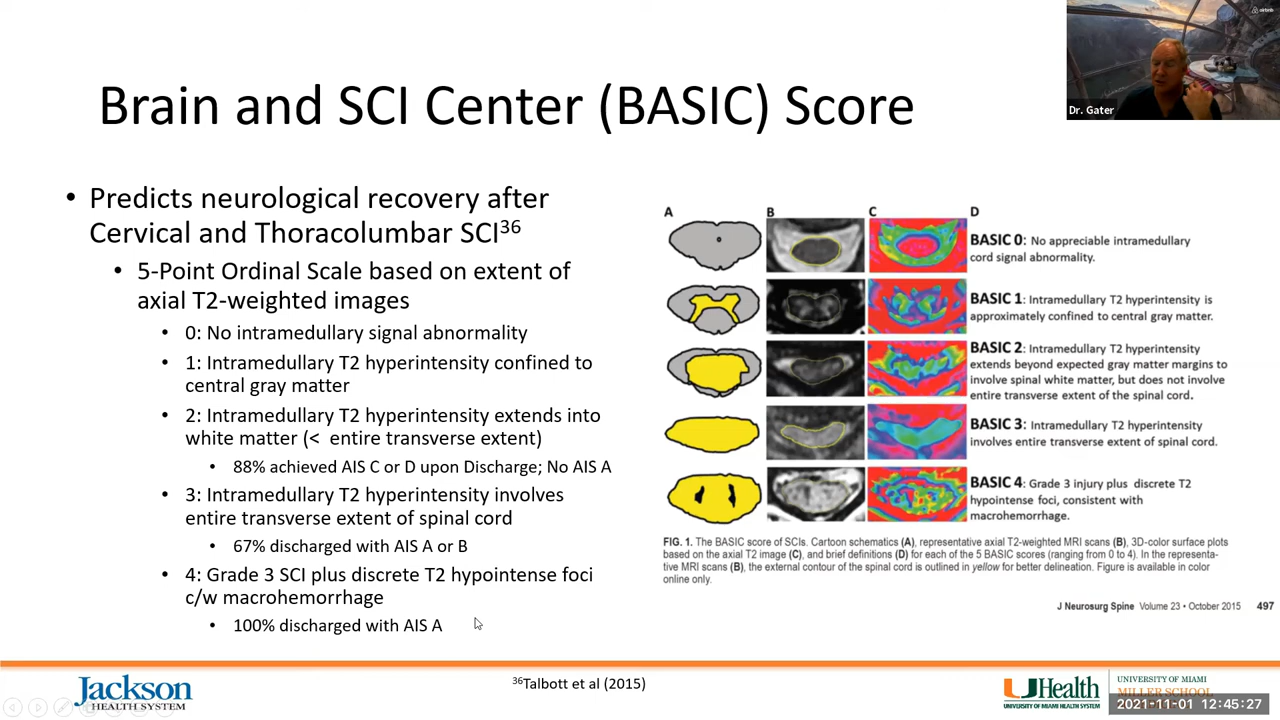 airbnb
Dr. Gater
Brain and SCI Center (BASIC) Score
• Predicts neurological recovery after
Cervical and Thoracolumbar SCI36
• 5-Point Ordinal Scale based on extent of
axial T2-weighted images
• 0: No intramedullary signal abnormality
• 1: Intramedullary T2 hyperintensity confined to
central gray matter
• 2: Intramedullary T2 hyperintensity extends into
white matter (< entire transverse extent)
• 88% achieved AIS C or D upon Discharge; No AIS A
• 3: Intramedullary T2 hyperintensity involves
entire transverse extent of spinal cord
• 67% discharged with AIS A or B
• 4: Grade 3 SCI plus discrete T2 hypointense foci
c/w macrohemorrhage
• 100% discharged with AIS A
A B C D
BASIC 0: No appreciable intramedullary
cord signal abnormality.
BASIC 1: Intramedullary T2 hyperintensity is
approximately confined to central gray matter.
BASIC 2: Intramedullary T2 hyperintensity
extends beyond expected gray matter margins to
involve spinal white matter, but does not involve
entire transverse extent of the spinal cord.
BASIC 3: Intramedullary T2 hyperintensity
involves entire transverse extent of spinal cord.
BASIC 4: Grade 3 injury plus discrete T2
hypointense foci, consistent with
macrohemorrhage.
FIG. 1. The BASIC score of SCIs. Cartoon schematics (A), representative axial T2-weighted MRI scans (B), 3D-color surface plots
based on the axial T2 image (C), and brief definitions (D) for each of the 5 BASIC scores (ranging from 0 to 4). In the representa-
tive MRI scans (B), the external contour of the spinal cord is outlined in yellow for better delineation. Figure is available in color
online only.
J Neurosurg Spine Volume 23 • October 2015 497
36Talbott et al (2015)
Jackson
HEALTH SYSTEM
UHealth
UNIVERSITY OF MIAMI HEALTH SYSTEM
UNIVERSITY OF MIAMI
MILLER SCHOOL
2021-11-01 12:45:27